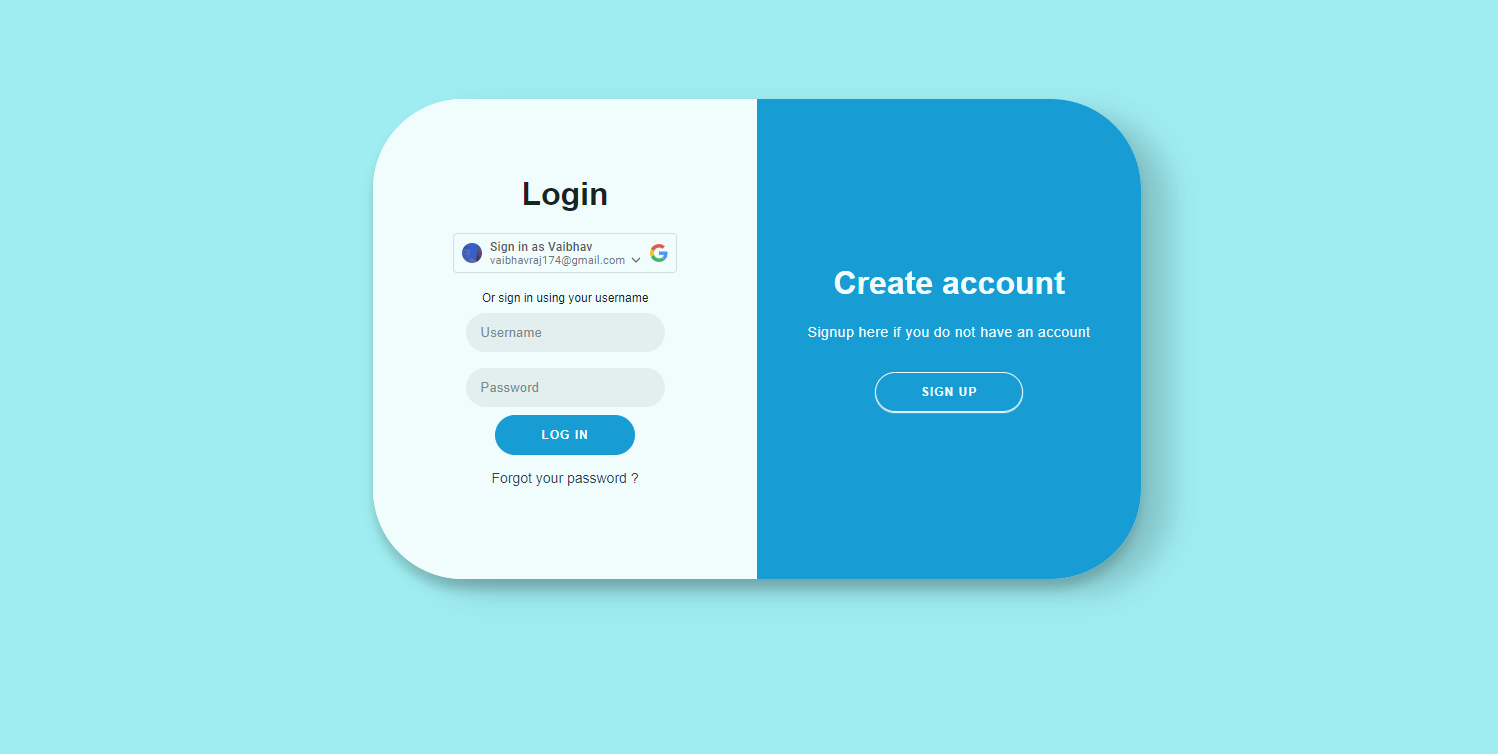 Login
Sign in as Vaibhav
vaibhavraj174@gmail.com
Or sign in using your username
Username
Password
LOG IN
Forgot your password ?
Create account
Signup here if you do not have an account
SIGN UP